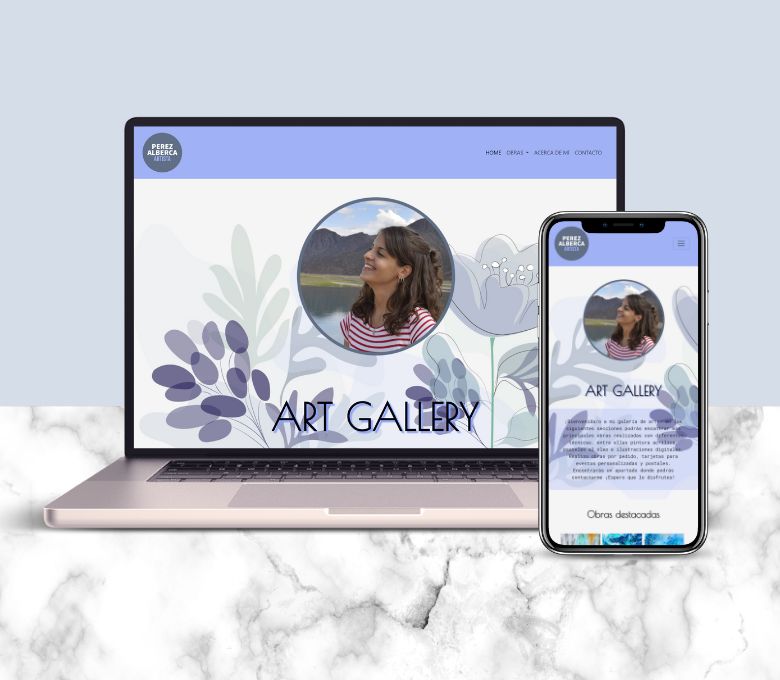 PEREZ
ALBERCA
ARTISTA
HOME OBRAS ACERCA DE MI CONTACTO
ART GALLERY
PEREZ
ALBERCA
ARTISTA
ART GALLERY
Bienvenida/o a mi galería de arte. En las
siguientes secciones podrás encontrar mis
principales obras realizadas con diferentes
técnicas, entre ellas pintura acrílica,
al óleo e ilustraciones digitales.
Realizo obras por pedido, tarjetas para
eventos personalizadas y postales.
Encontrarás un apartado donde podrás
contactarme ¡Espero que lo disfrutes!
Obras destacadas